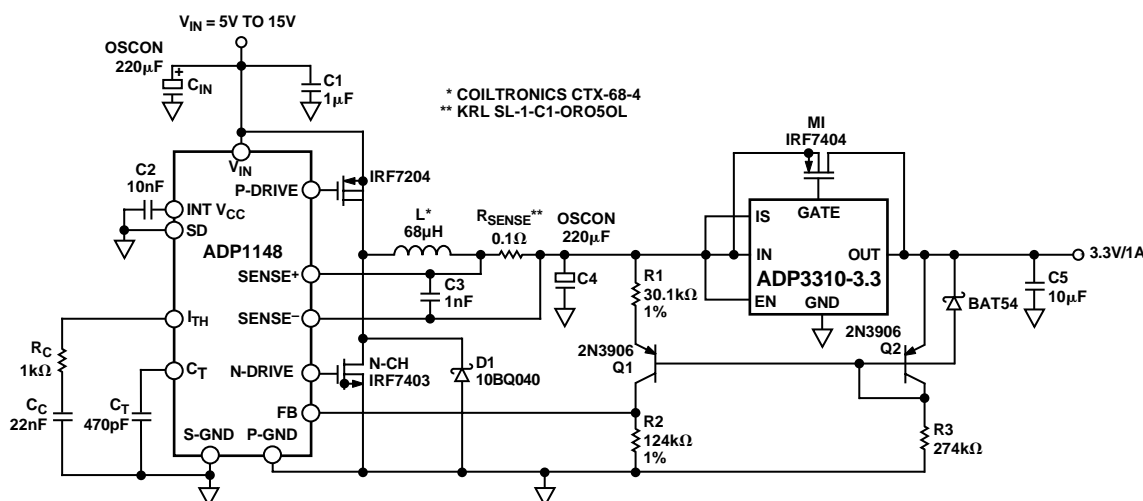 V_IN = 5V TO 15V
OSCON
220μF
+
C_IN
C1
1μF
* COILTRONICS CTX-68-4
** KRL SL-1-C1-ORO5OL
MI
IRF7404
V_IN
C2
10nF
P-DRIVE
IRF7204
INT V_CC
SD
ADP1148
L*
68μH
R_SENSE**
0.1Ω
OSCON
220μF
C4
SENSE+
C3
1nF
SENSE–
IS
GATE
IN
OUT
ADP3310-3.3
EN
GND
3.3V/1A
C5
10μF
BAT54
R1
30.1kΩ
1%
2N3906
Q1
2N3906
Q2
I_TH
R_C
1kΩ
C_T
N-DRIVE
N-CH
IRF7403
D1
10BQ040
FB
C_C
22nF
C_T
470pF
S-GND
P-GND
R2
124kΩ
1%
R3
274kΩ